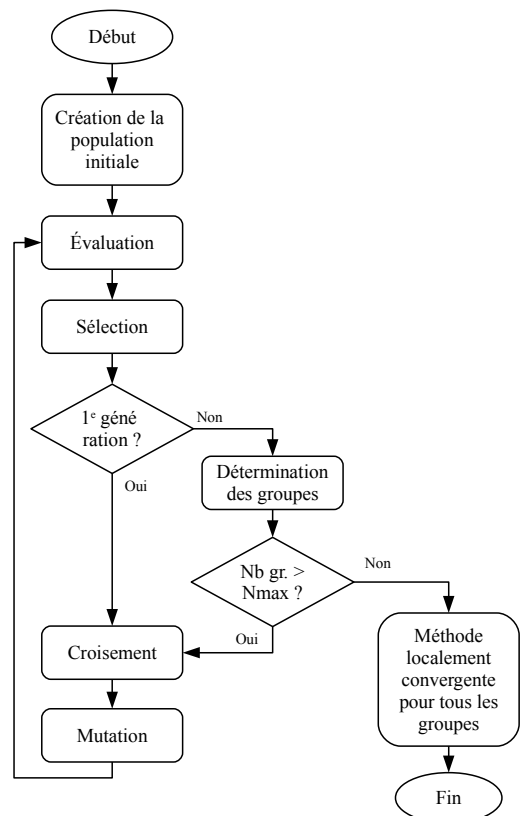 Début
Création de la
population
initiale
Évaluation
Sélection
1e géné
ration ?
Non
Oui
Détermination
des groupes
Nb gr. >
Nmax ?
Non
Oui
Croisement
Mutation
Méthode
localement
convergente
pour tous les
groupes
Fin